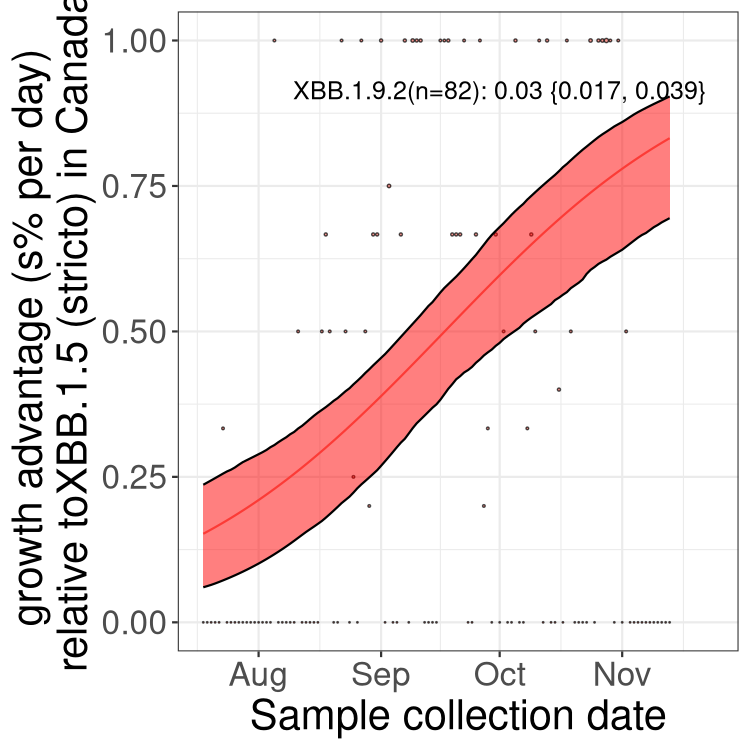 growth advantage (s% per day)
relative toXBB.1.5 (stricto) in Canada
1.00
0.75
0.50
0.25
0.00
XBB.1.9.2(n=82): 0.03 {0.017, 0.039}
Aug Sep Oct Nov
Sample collection date